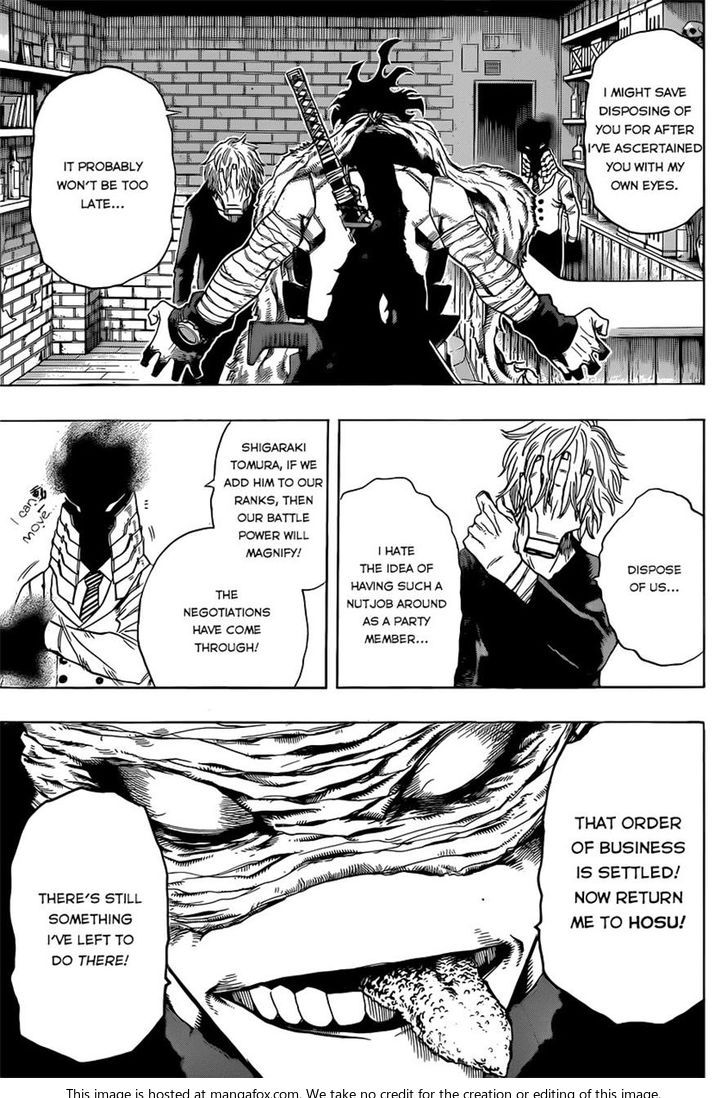 I MIGHT SAVE
DISPOSING OF
YOU FOR AFTER
I'VE ASCERTAINED
YOU WITH MY
OWN EYES.
IT PROBABLY
WON'T BE TOO
LATE...
DISPOSE
OF US...
I HATE
THE IDEA OF
HAVING SUCH A
NUTJOB AROUND
AS A PARTY
MEMBER...
SHIGARAKI
TOMURA, IF WE
ADD HIM TO OUR
RANKS, THEN
OUR BATTLE
POWER WILL
MAGNIFY!
THE
NEGOTIATIONS
HAVE COME
THROUGH!
I can
move...
THAT ORDER
OF BUSINESS
IS SETTLED!
NOW RETURN
ME TO HOSU!
THERE'S STILL
SOMETHING
I'VE LEFT TO
DO THERE!
This image is hosted at mangafox.com. We take no credit for the creation or editing of this image.